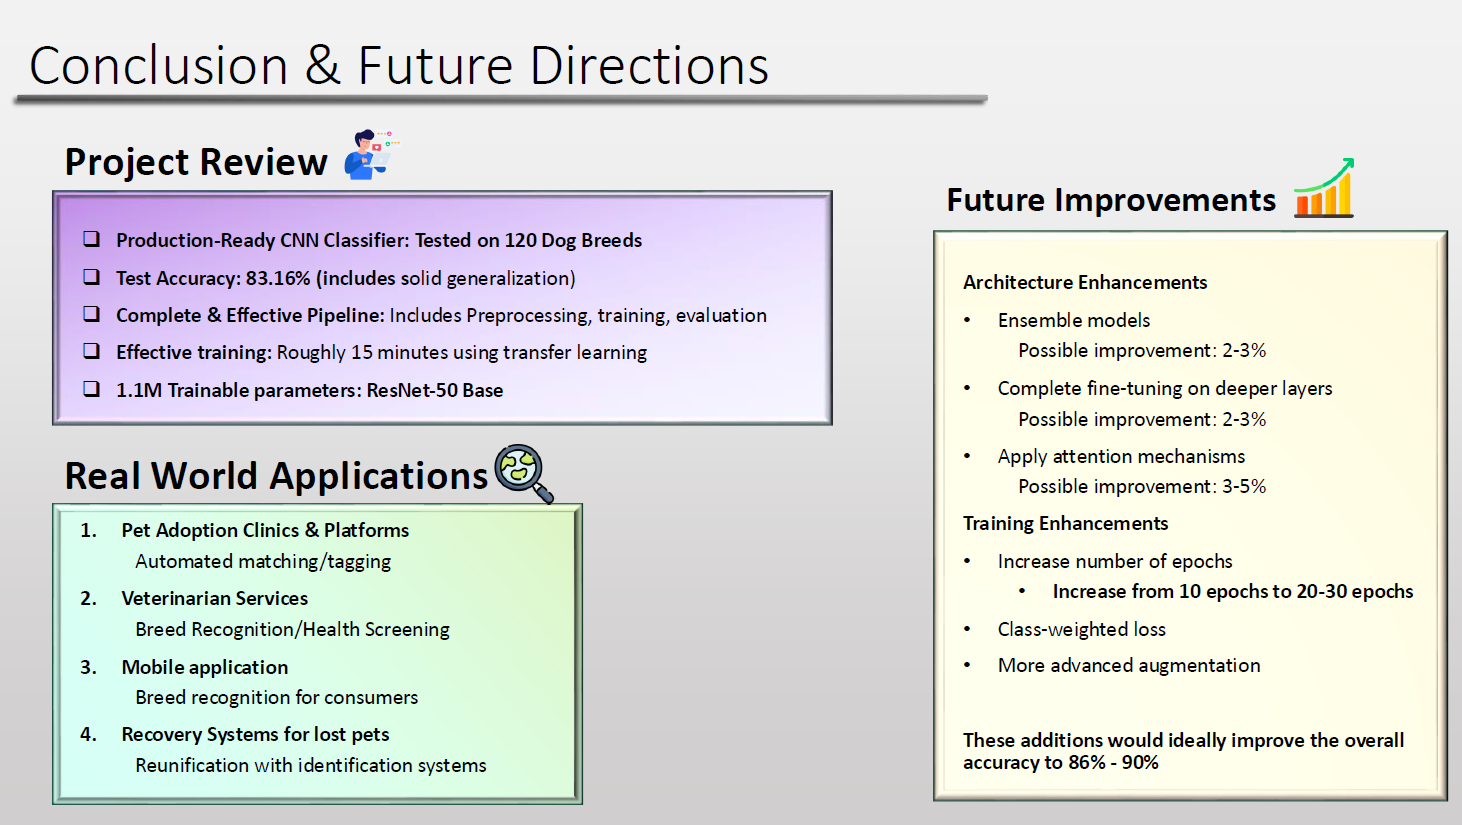 Conclusion & Future Directions
Project Review
❑ Production-Ready CNN Classifier: Tested on 120 Dog Breeds
❑ Test Accuracy: 83.16% (includes solid generalization)
❑ Complete & Effective Pipeline: Includes Preprocessing, training, evaluation
❑ Effective training: Roughly 15 minutes using transfer learning
❑ 1.1M Trainable parameters: ResNet-50 Base
Real World Applications
1. Pet Adoption Clinics & Platforms
Automated matching/tagging
2. Veterinarian Services
Breed Recognition/Health Screening
3. Mobile application
Breed recognition for consumers
4. Recovery Systems for lost pets
Reunification with identification systems
Future Improvements
Architecture Enhancements
• Ensemble models
Possible improvement: 2-3%
• Complete fine-tuning on deeper layers
Possible improvement: 2-3%
• Apply attention mechanisms
Possible improvement: 3-5%
Training Enhancements
• Increase number of epochs
• Increase from 10 epochs to 20-30 epochs
• Class-weighted loss
• More advanced augmentation
These additions would ideally improve the overall
accuracy to 86% - 90%